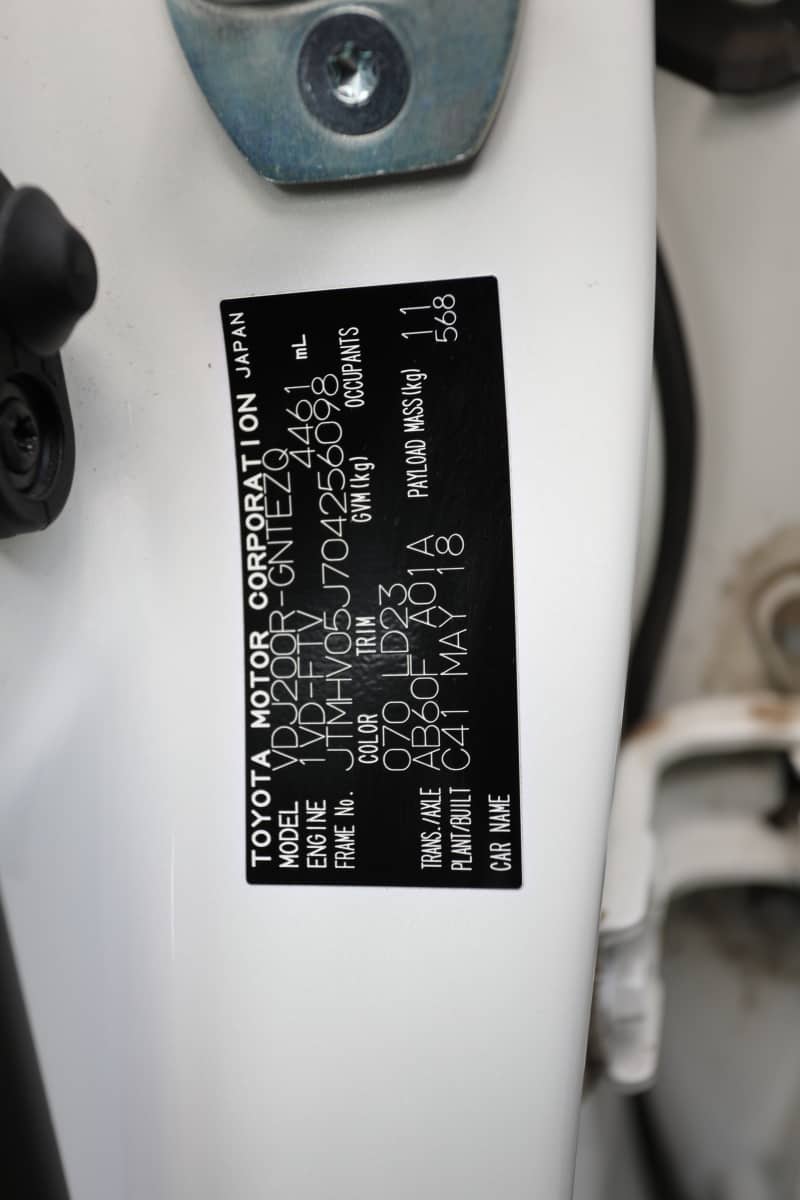 TOYOTA MOTOR CORPORATION JAPAN
MODEL VDJ200R-GNTEZQ
ENGINE 1VD-FTV 4461 mL
FRAME No. JTMHV05J704256098
COLOR TRIM GVM(kg) OCCUPANTS
070 LD23
TRANS./AXLE AB60F A01A PAYLOAD MASS(kg) 11
PLANT/BUILT C41 MAY 18 568
CAR NAME